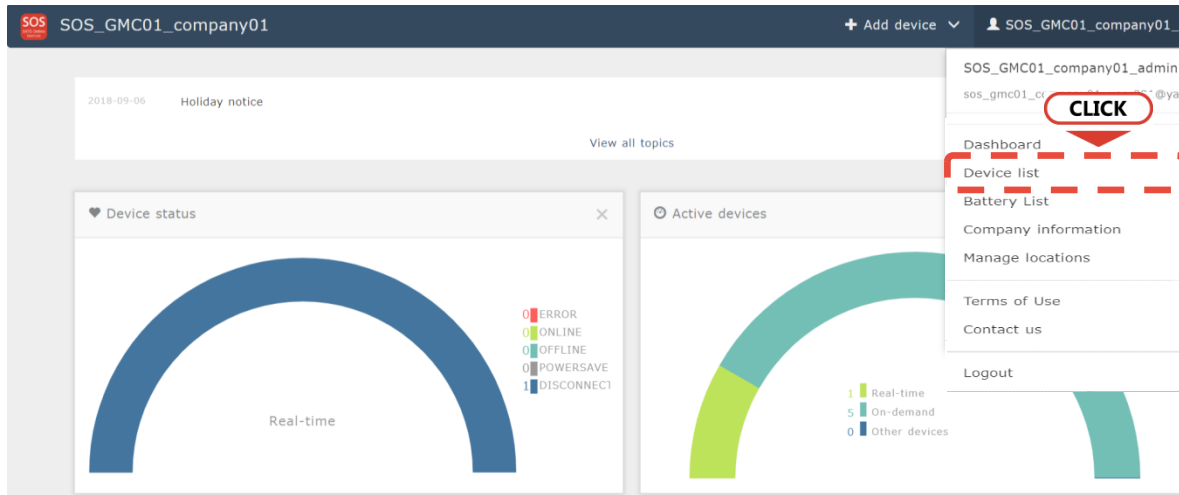 SOS
SOS_GMC01_company01
Add device
SOS_GMC01_company01_
SOS_GMC01_company01_admin
@ya
CLICK
2018-09-06 Holiday notice
View all topics
Dashboard
Device list
Battery List
Company information
Manage locations
Terms of Use
Contact us
Logout
Device status
0 ERROR
0 ONLINE
0 OFFLINE
0 POWERSAVE
1 DISCONNECT
Real-time
Active devices
1 Real-time
5 On-demand
0 Other devices